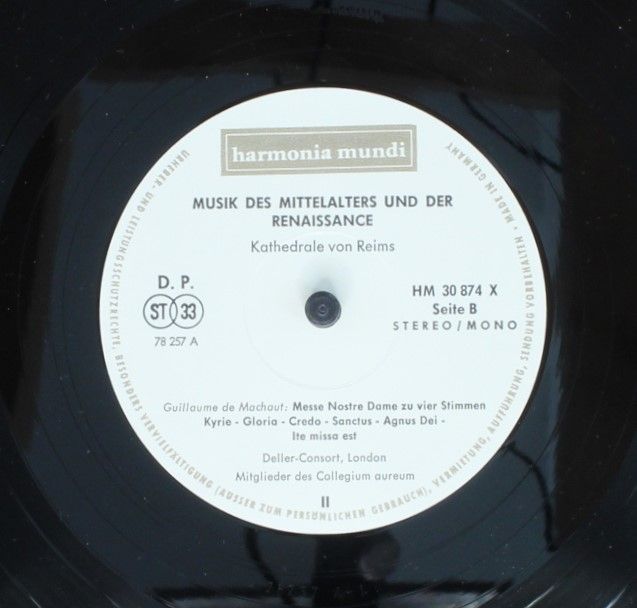 harmonia mundi
MUSIK DES MITTELALTERS UND DER
RENAISSANCE
Kathedrale von Reims
D. P.
ST 33
78 257 A
HM 30 874 X
Seite B
STEREO/MONO
Guillaume de Machaut: Messe Nostre Dame zu vier Stimmen
Kyrie - Gloria - Credo - Sanctus - Agnus Dei -
Ite missa est
Deller-Consort, London
Mitglieder des Collegium aureum
II
URHEBER- UND LEISTUNGSSCHUTZRECHTE, BESONDERS VERVIELFÄLTIGUNG (AUSSER ZUM PERSÖNLICHEN GEBRAUCH), VERMIETUNG, AUFFÜHRUNG, SENDUNG VORBEHALTEN • MADE IN GERMANY